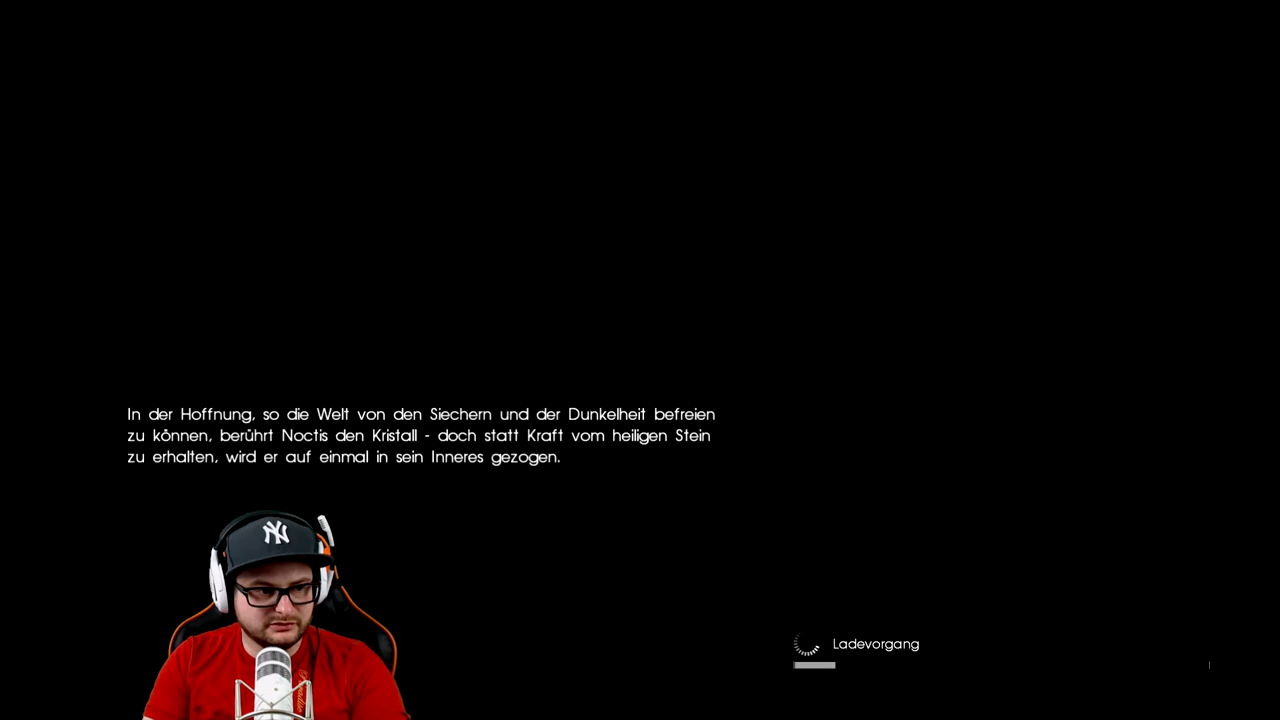 In der Hoffnung, so die Welt von den Siechern und der Dunkelheit befreien
zu können, berührt Noctis den Kristall - doch statt Kraft vom heiligen Stein
zu erhalten, wird er auf einmal in sein Inneres gezogen.
NY
Ladevorgang